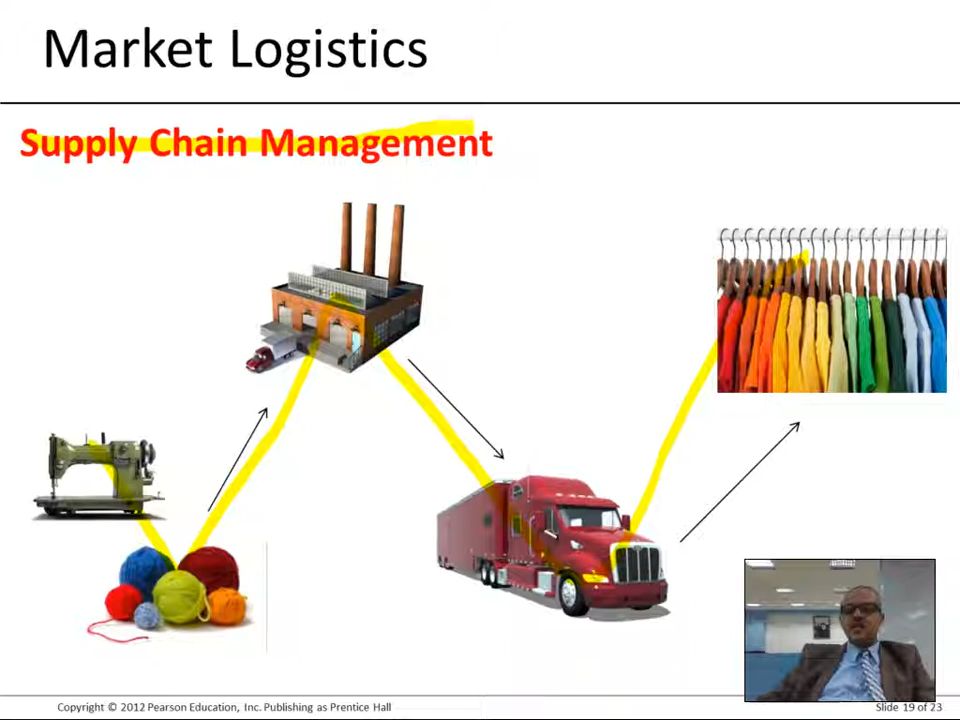 Market Logistics
Supply Chain Management
Copyright © 2012 Pearson Education, Inc. Publishing as Prentice Hall
Slide 19 of 23